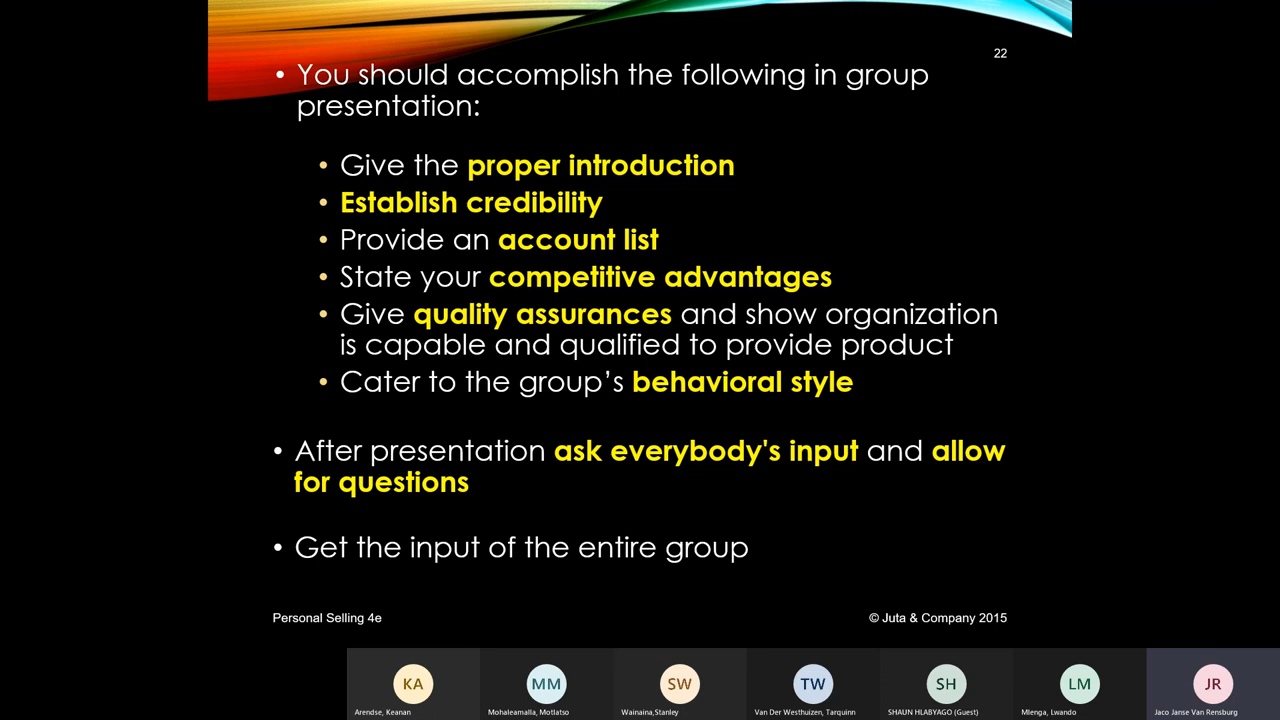 22
• You should accomplish the following in group
presentation:
• Give the proper introduction
• Establish credibility
• Provide an account list
• State your competitive advantages
• Give quality assurances and show organization
is capable and qualified to provide product
• Cater to the group’s behavioral style
• After presentation ask everybody's input and allow
for questions
• Get the input of the entire group
Personal Selling 4e
© Juta & Company 2015
KA
MM
SW
TW
SH
LM
JR
Arendse, Keanan
Mohaleamalla, Motlatso
Wainaina,Stanley
Van Der Westhuizen, Tarquinn
SHAUN HLABYAGO (Guest)
Mlenga, Lwando
Jaco Janse Van Rensburg